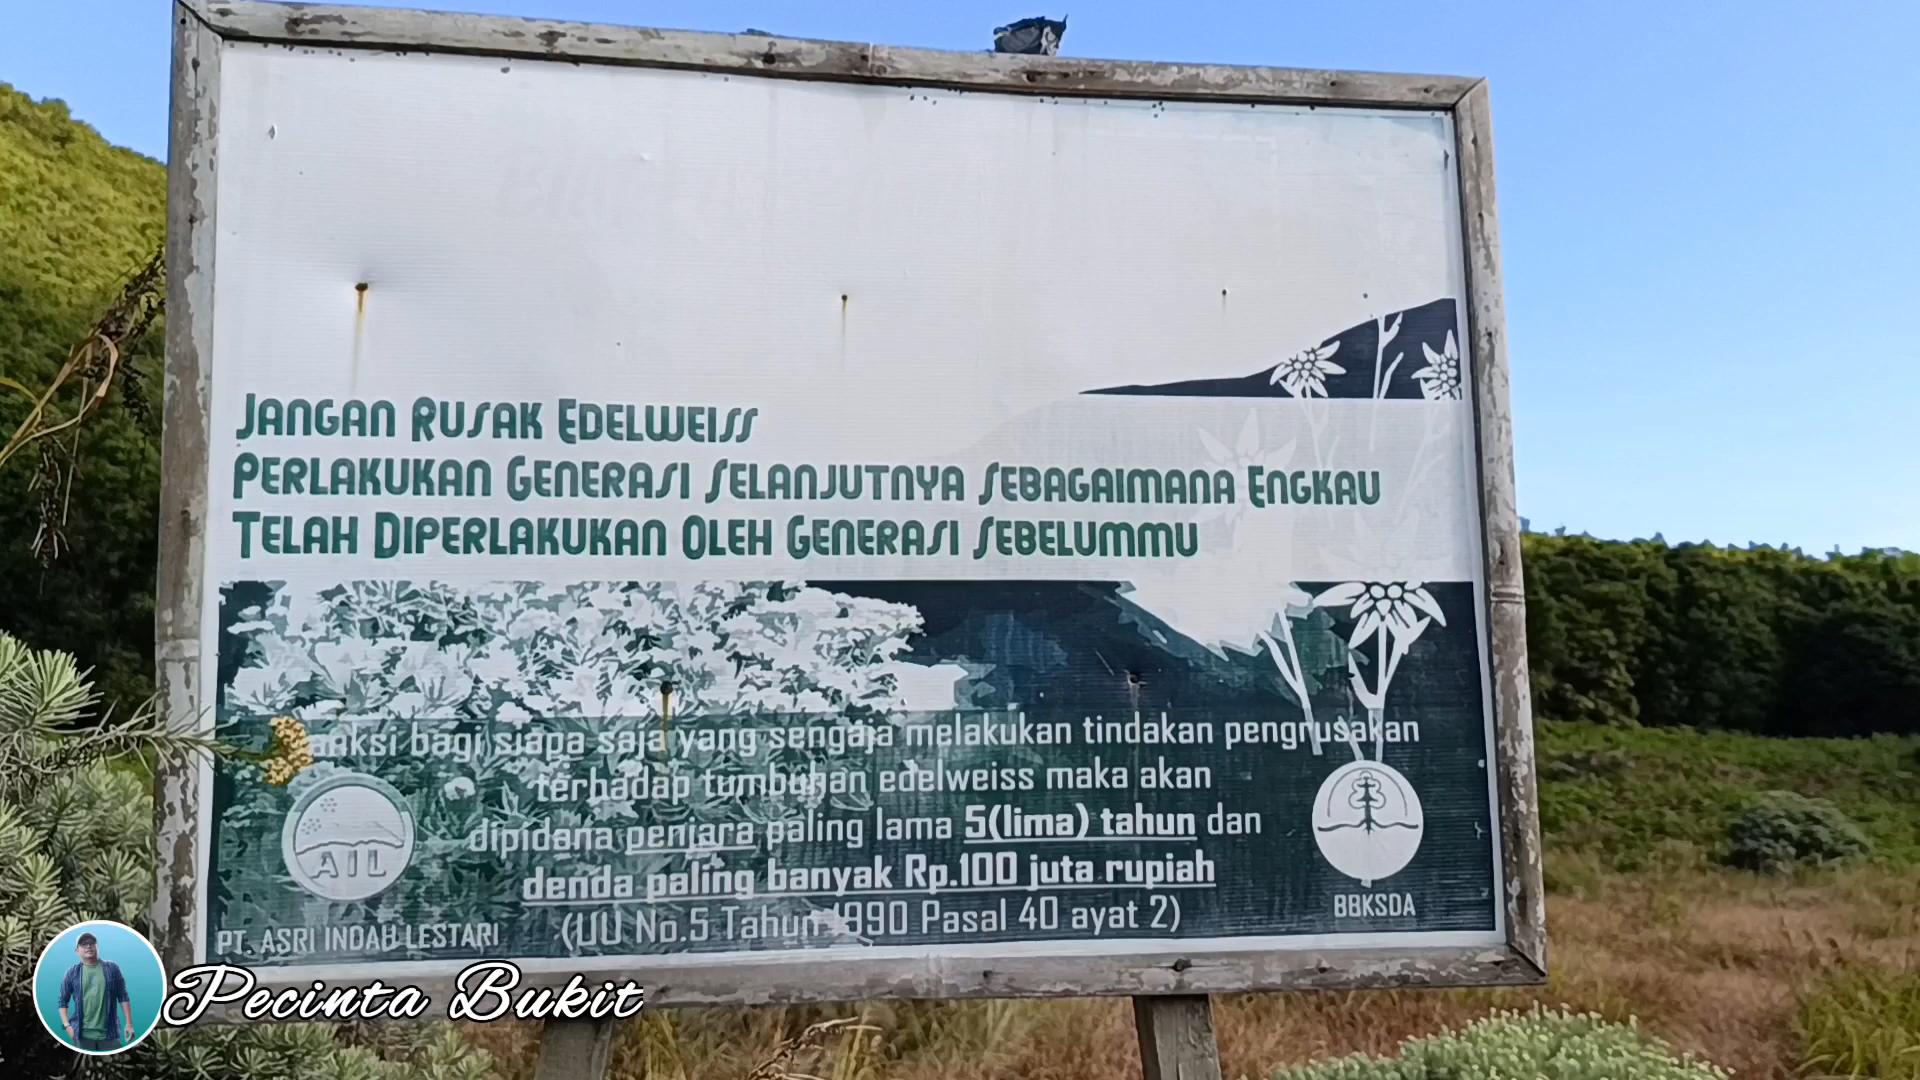 Jangan Rusak Edelweiss
Perlakukan Generasi Selanjutnya Sebagaimana Engkau
Telah Diperlakukan Oleh Generasi Sebelummu
anksi bagi siapa saja yang sengaja melakukan tindakan pengrusakan
terhadap tumbuhan edelweiss maka akan
dipidana penjara paling lama 5(lima) tahun dan
denda paling banyak Rp.100 juta rupiah
(UU No.5 Tahun 1990 Pasal 40 ayat 2)
AIL
PT. ASRI INDAH LESTARI
BBKSDA
Pecinta Bukit